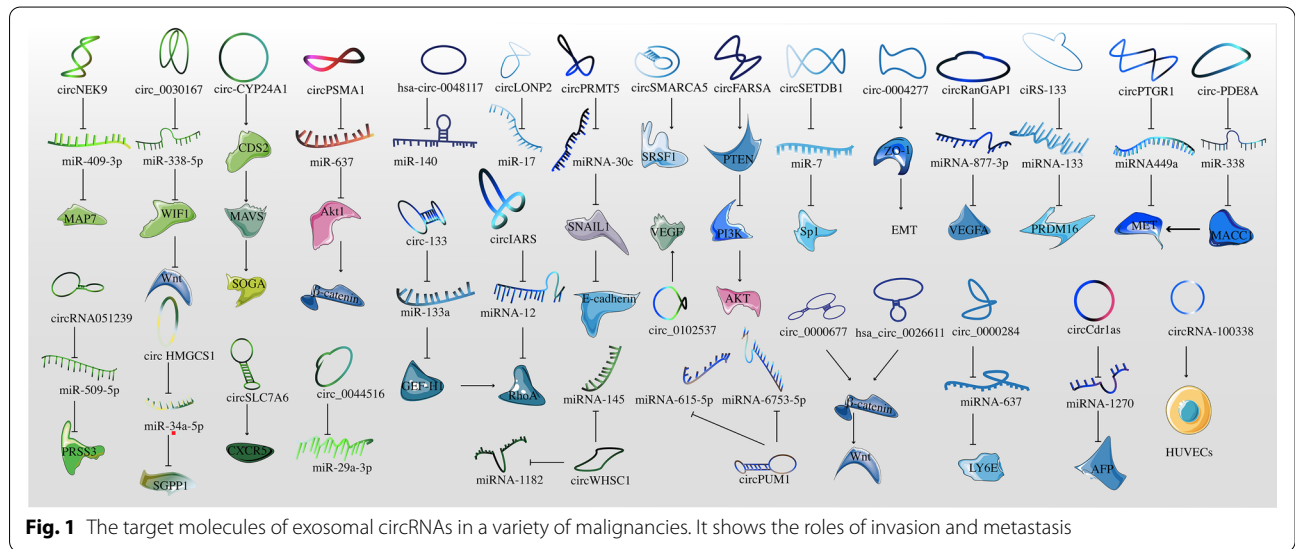 circNEK9 circ_0030167 circ-CYP24A1 circPSMA1 hsa-circ-0048117 circLONP2 circPRMT5 circSMARCA5 circFARSA circSETDB1 circ-0004277 circRanGAP1 ciRS-133 circPTGR1 circ-PDE8A
miR-409-3p miR-338-5p CDS2 miR-637 miR-140 miR-17 miRNA-30c SRSF1 PTEN miR-7 ZO-1 miRNA-877-3p miRNA-133 miRNA449a miR-338
MAP7 WIF1 MAVS Akt1 circ-133 circIARS SNAIL1 VEGF PI3K Sp1 EMT VEGFA PRDM16 MET MACC1
circRNA051239 Wnt SOGA β-catenin miR-133a miRNA-12 E-cadherin circ_0102537 AKT circ_0000677 hsa_circ_0026611 circ_0000284 circCdr1as circRNA-100338
miR-509-5p circ HMGCS1 circSLC7A6 circ_0044516 GEF-H1 RhoA miRNA-145 miRNA-615-5p miRNA-6753-5p β-catenin miRNA-637 miRNA-1270 HUVECs
PRSS3 miR-34a-5p CXCR5 miR-29a-3p miRNA-1182 circWHSC1 circPUM1 Wnt LY6E AFP
SGPP1
Fig. 1 The target molecules of exosomal circRNAs in a variety of malignancies. It shows the roles of invasion and metastasis